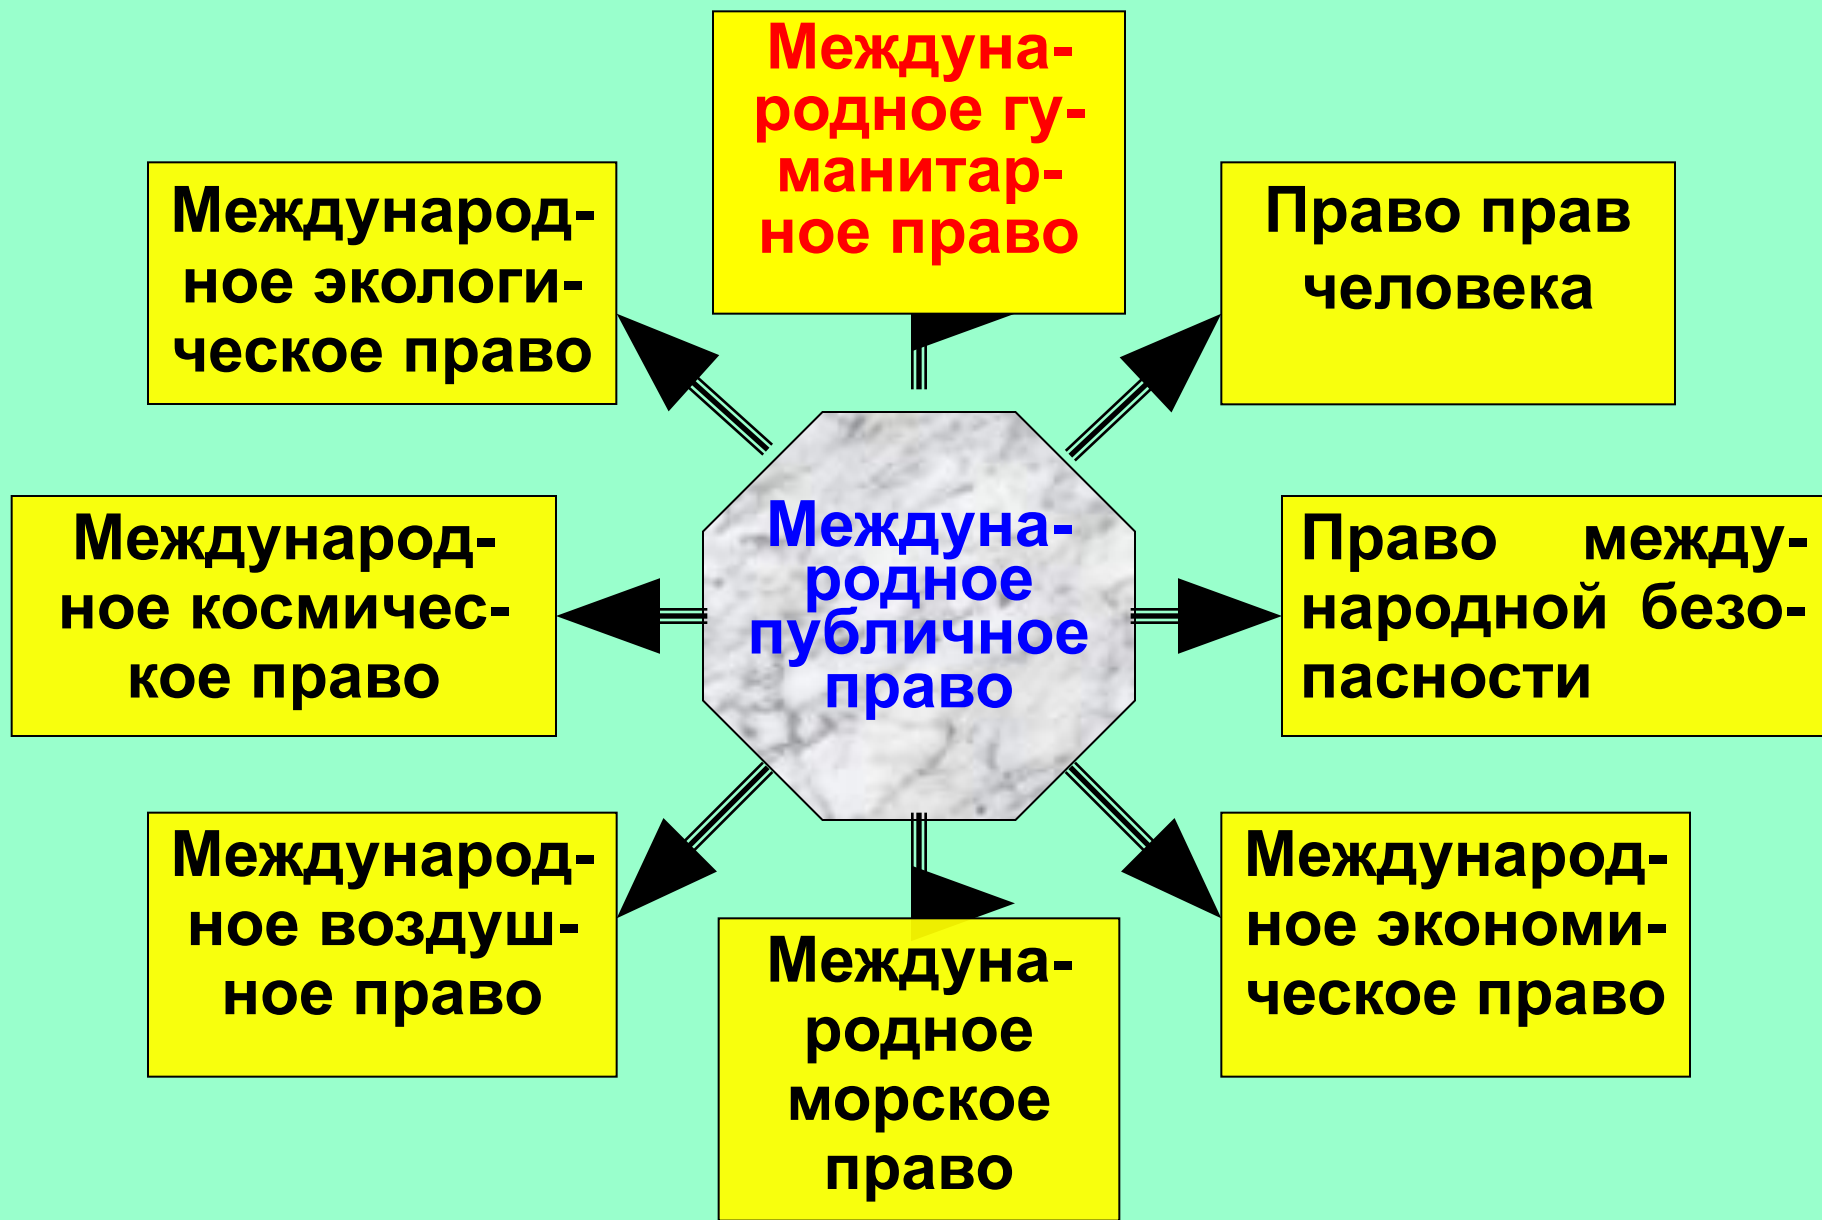 Междуна-
родное гу-
манитар-
ное право
Международ-
ное экологи-
ческое право
Право прав
человека
Международ-
ное космичес-
кое право
Междуна-
родное
публичное
право
Право между-
народной безо-
пасности
Международ-
ное воздуш-
ное право
Междуна-
родное
морское
право
Международ-
ное экономи-
ческое право